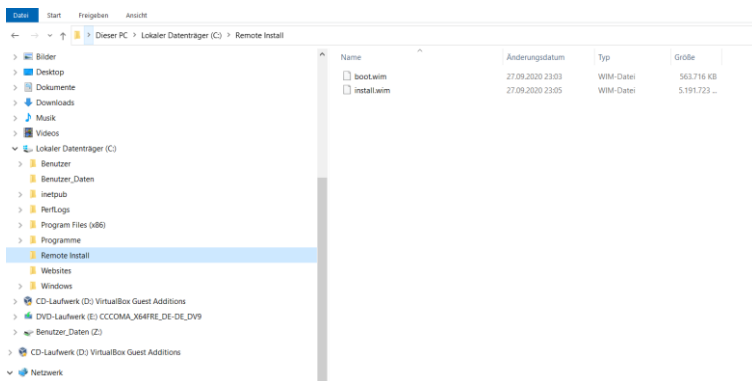 Datei Start Freigeben Ansicht
Dieser PC > Lokaler Datenträger (C:) > Remote Install
Bilder
Desktop
Dokumente
Downloads
Musik
Videos
Lokaler Datenträger (C:)
Benutzer
Benutzer_Daten
inetpub
PerfLogs
Program Files (x86)
Programme
Remote Install
Websites
Windows
CD-Laufwerk (D:) VirtualBox Guest Additions
DVD-Laufwerk (E:) CCCOMA_X64FRE_DE-DE_DV9
Benutzer_Daten (Z:)
CD-Laufwerk (D:) VirtualBox Guest Additions
Netzwerk
Name Änderungsdatum Typ Größe
boot.wim 27.09.2020 23:03 WIM-Datei 563.716 KB
install.wim 27.09.2020 23:05 WIM-Datei 5.191.723 ...